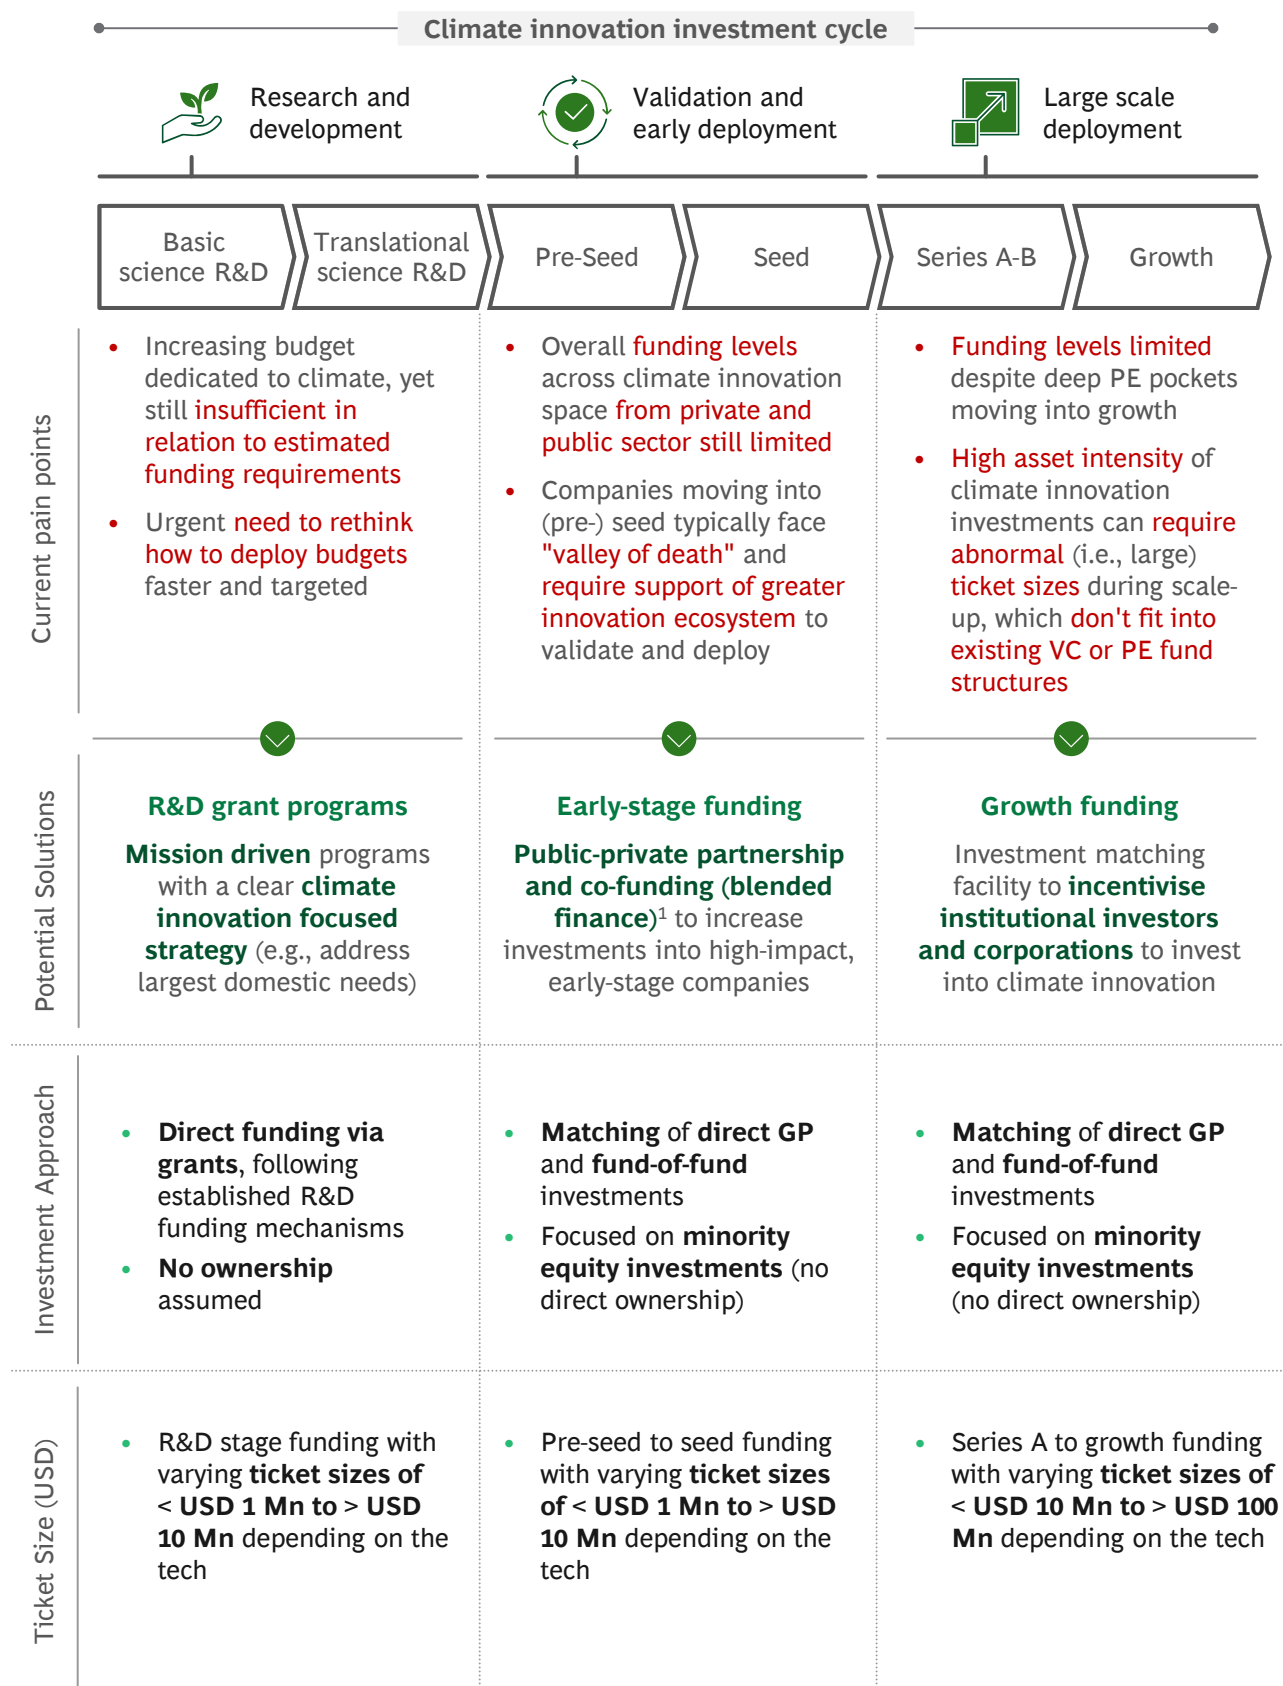 Climate innovation investment cycle
Research and
development
Validation and
early deployment
Large scale
deployment
Basic
science R&D
Translational
science R&D
Pre-Seed
Seed
Series A-B
Growth
Current pain points
• Increasing budget
dedicated to climate, yet
still insufficient in
relation to estimated
funding requirements
• Urgent need to rethink
how to deploy budgets
faster and targeted
• Overall funding levels
across climate innovation
space from private and
public sector still limited
• Companies moving into
(pre-) seed typically face
"valley of death" and
require support of greater
innovation ecosystem to
validate and deploy
• Funding levels limited
despite deep PE pockets
moving into growth
• High asset intensity of
climate innovation
investments can require
abnormal (i.e., large)
ticket sizes during scale-
up, which don't fit into
existing VC or PE fund
structures
Potential Solutions
R&D grant programs
Mission driven programs
with a clear climate
innovation focused
strategy (e.g., address
largest domestic needs)
Early-stage funding
Public-private partnership
and co-funding (blended
finance)¹ to increase
investments into high-impact,
early-stage companies
Growth funding
Investment matching
facility to incentivise
institutional investors
and corporations to invest
into climate innovation
Investment Approach
• Direct funding via
grants, following
established R&D
funding mechanisms
• No ownership
assumed
• Matching of direct GP
and fund-of-fund
investments
• Focused on minority
equity investments (no
direct ownership)
• Matching of direct GP
and fund-of-fund
investments
• Focused on minority
equity investments
(no direct ownership)
Ticket Size (USD)
• R&D stage funding with
varying ticket sizes of
< USD 1 Mn to > USD
10 Mn depending on the
tech
• Pre-seed to seed funding
with varying ticket sizes
of < USD 1 Mn to > USD
10 Mn depending on the
tech
• Series A to growth funding
with varying ticket sizes of
< USD 10 Mn to > USD 100
Mn depending on the tech